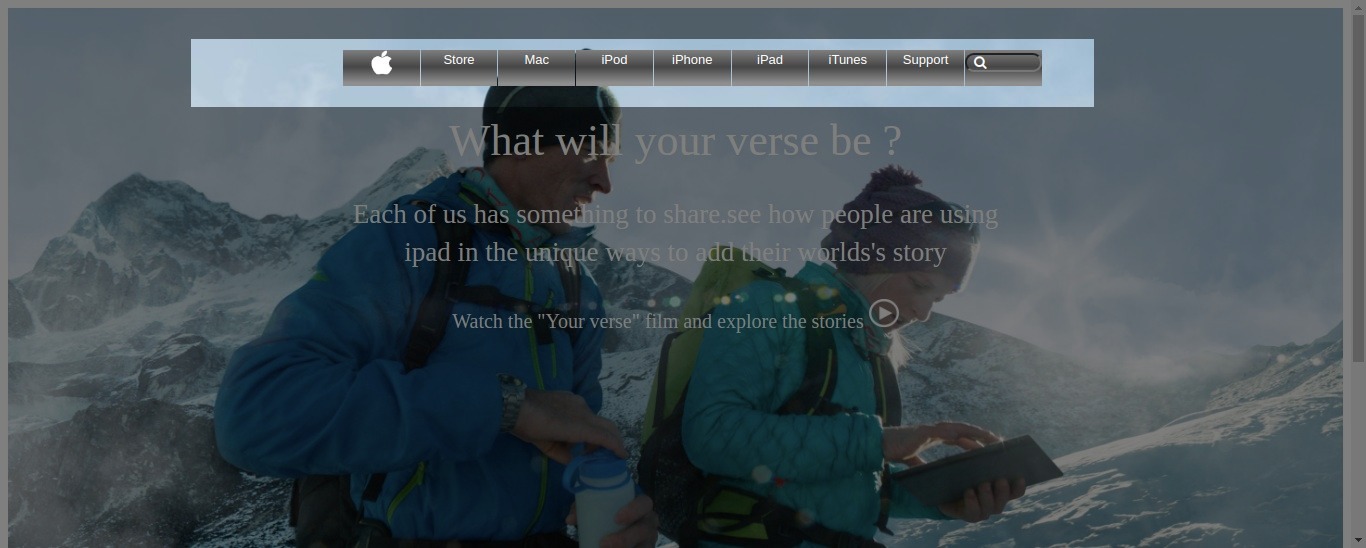 Store Mac iPod iPhone iPad iTunes Support
What will your verse be ?
Each of us has something to share.see how people are using
ipad in the unique ways to add their worlds's story
Watch the "Your verse" film and explore the stories